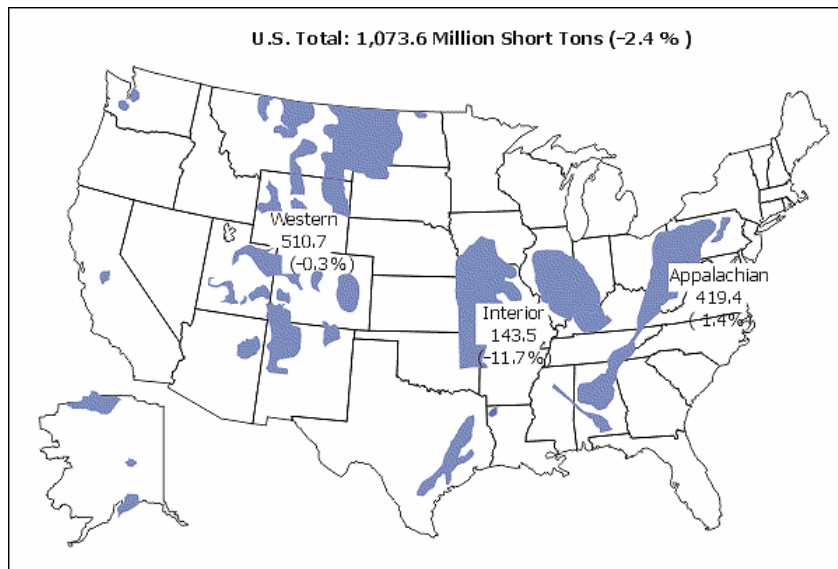 U.S. Total: 1,073.6 Million Short Tons (−2.4 % )
Western
510.7
(-0.3%)
Interior
143.5
(-11.7%)
Appalachian
419.4
( 1.4%)